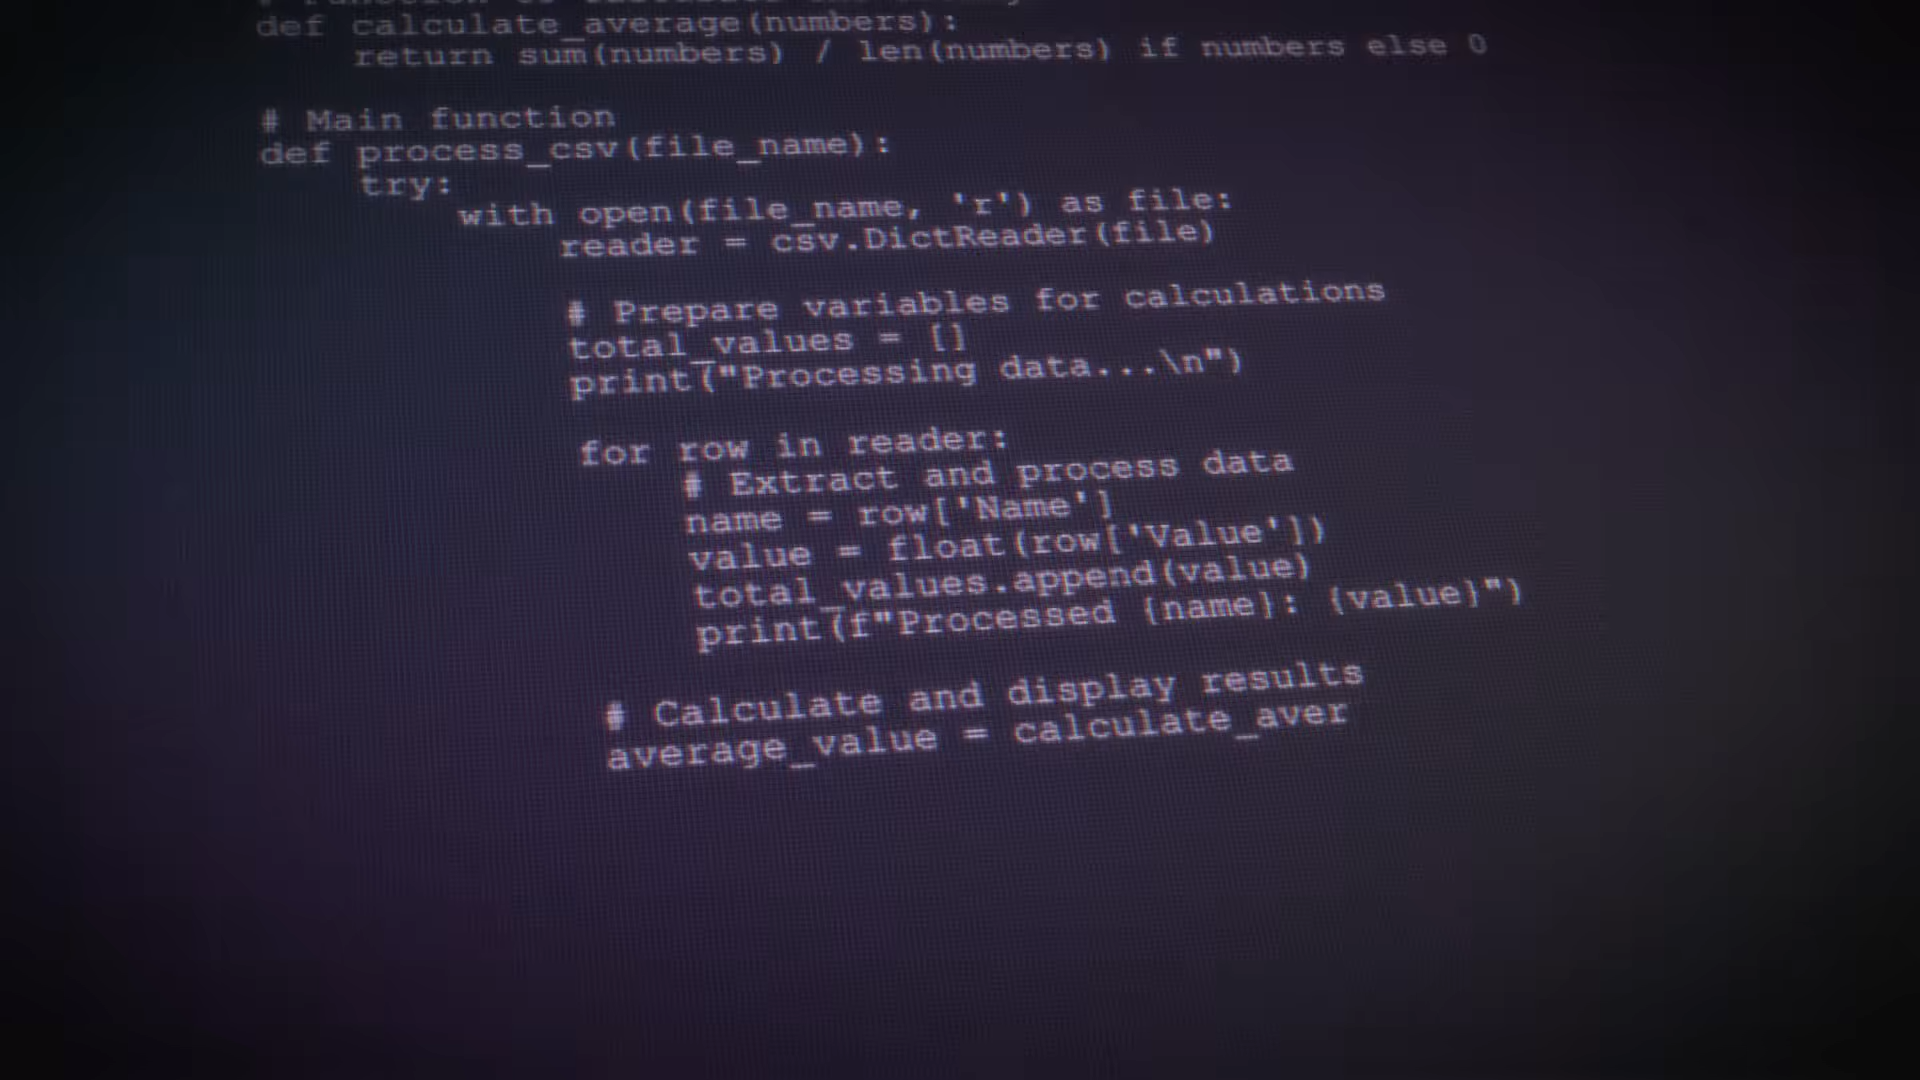 def calculate_average(numbers):
    return sum(numbers) / len(numbers) if numbers else 0

# Main function
def process_csv(file_name):
    try:
        with open(file_name, 'r') as file:
            reader = csv.DictReader(file)

            # Prepare variables for calculations
            total_values = []
            print("Processing data...\n")

            for row in reader:
                # Extract and process data
                name = row['Name']
                value = float(row['Value'])
                total_values.append(value)
                print(f"Processed {name}: {value}")

            # Calculate and display results
            average_value = calculate_aver